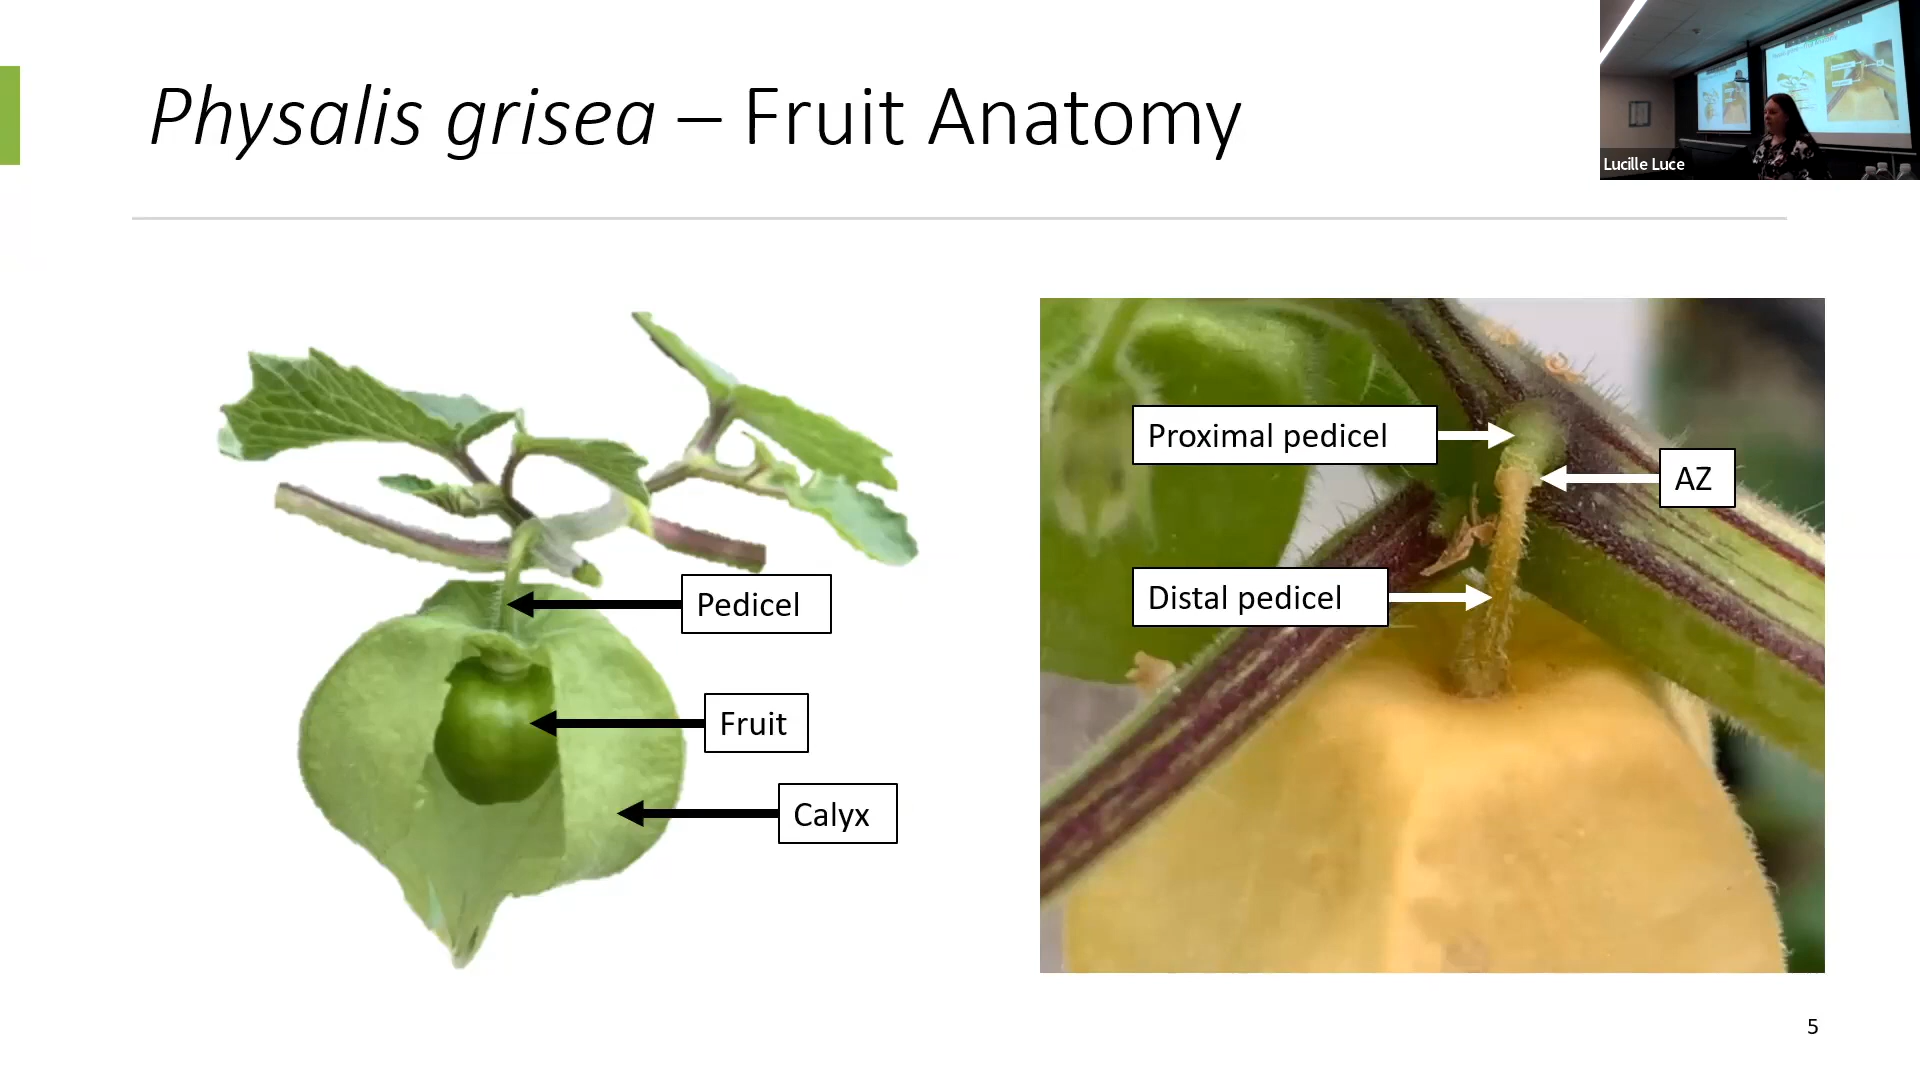 Physalis grisea – Fruit Anatomy
Lucille Luce
Pedicel
Fruit
Calyx
Proximal pedicel
AZ
Distal pedicel
5